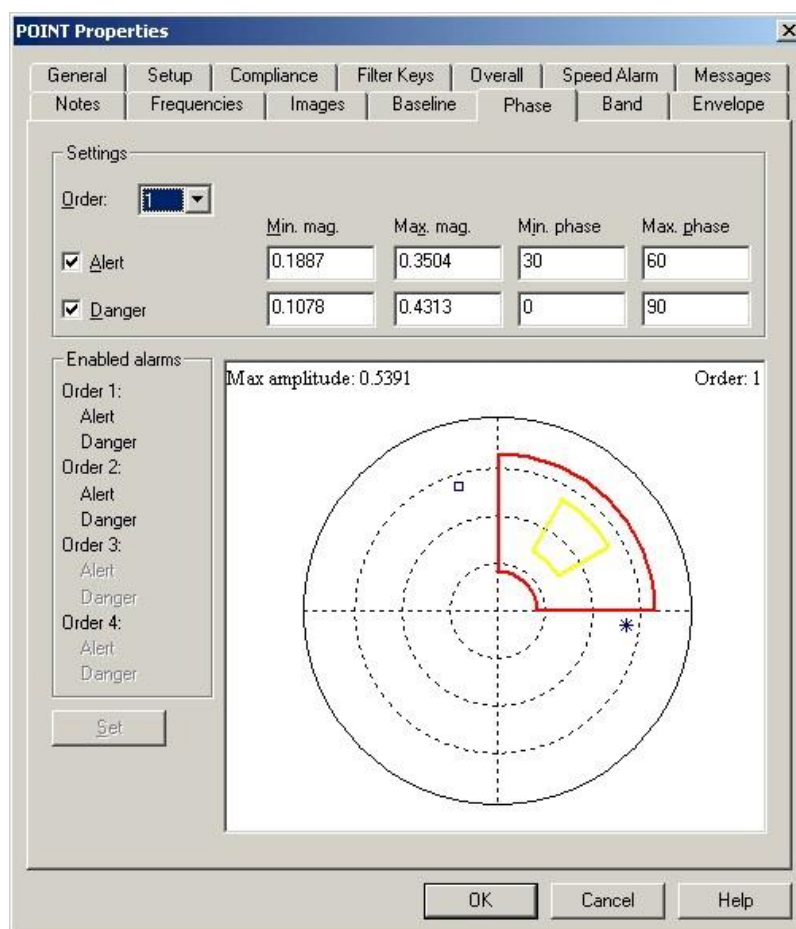 POINT Properties
General Setup Compliance Filter Keys Overall Speed Alarm Messages
Notes Frequencies Images Baseline Phase Band Envelope
Settings
Order: 1
Min. mag. Max. mag. Min. phase Max. phase
Alert 0.1887 0.3504 30 60
Danger 0.1078 0.4313 0 90
Enabled alarms
Order 1:
Alert
Danger
Order 2:
Alert
Danger
Order 3:
Alert
Danger
Order 4:
Alert
Danger
Set
Max amplitude: 0.5391 Order: 1
OK Cancel Help